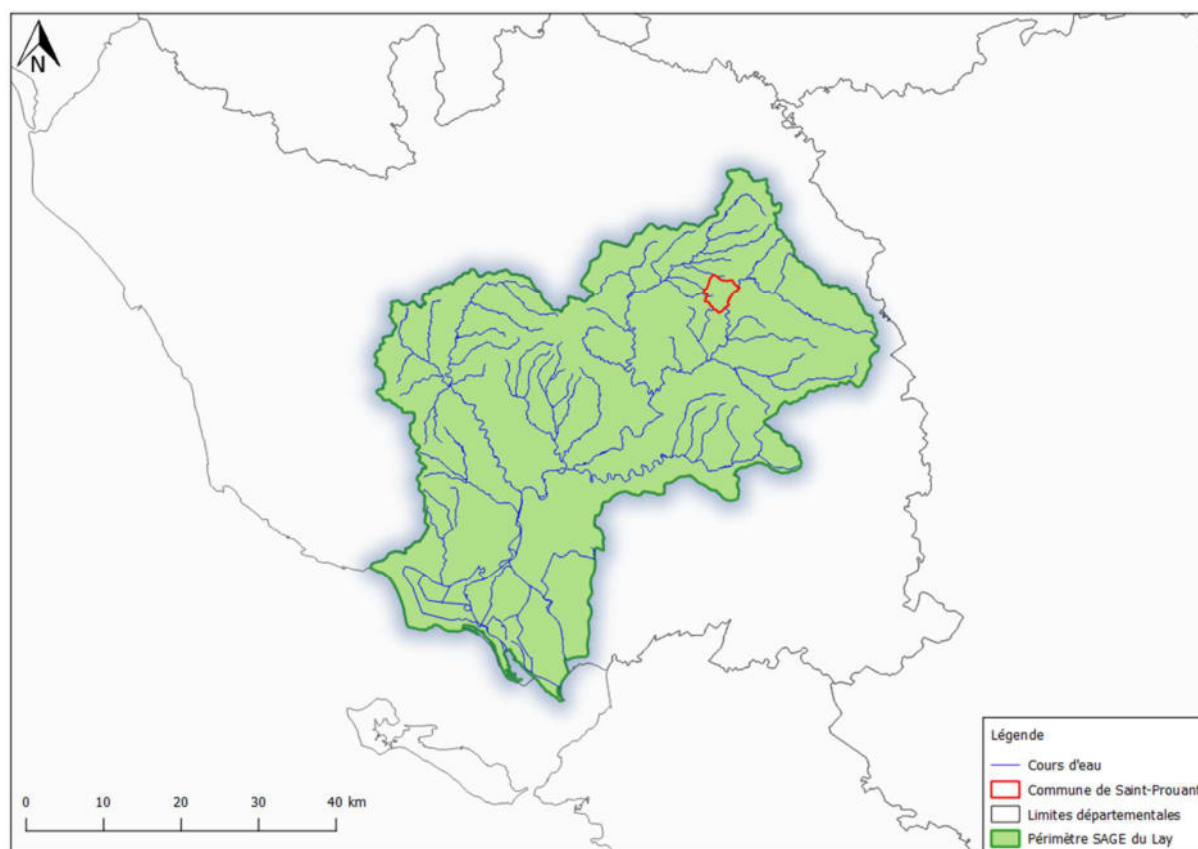 N
0 10 20 30 40 km
Légende
Cours d'eau
Commune de Saint-Prouant
Limites départementales
Périmètre SAGE du Lay